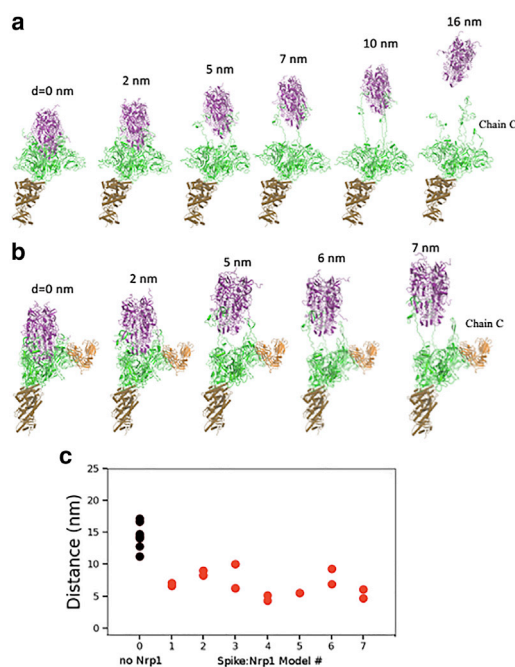 a
d=0 nm 2 nm 5 nm 7 nm 10 nm 16 nm
Chain C
b
d=0 nm 2 nm 5 nm 6 nm 7 nm
Chain C
c
25
20
15
10
5
0
Distance (nm)
0 1 2 3 4 5 6 7
no Nrp1 Spike:Nrp1 Model #